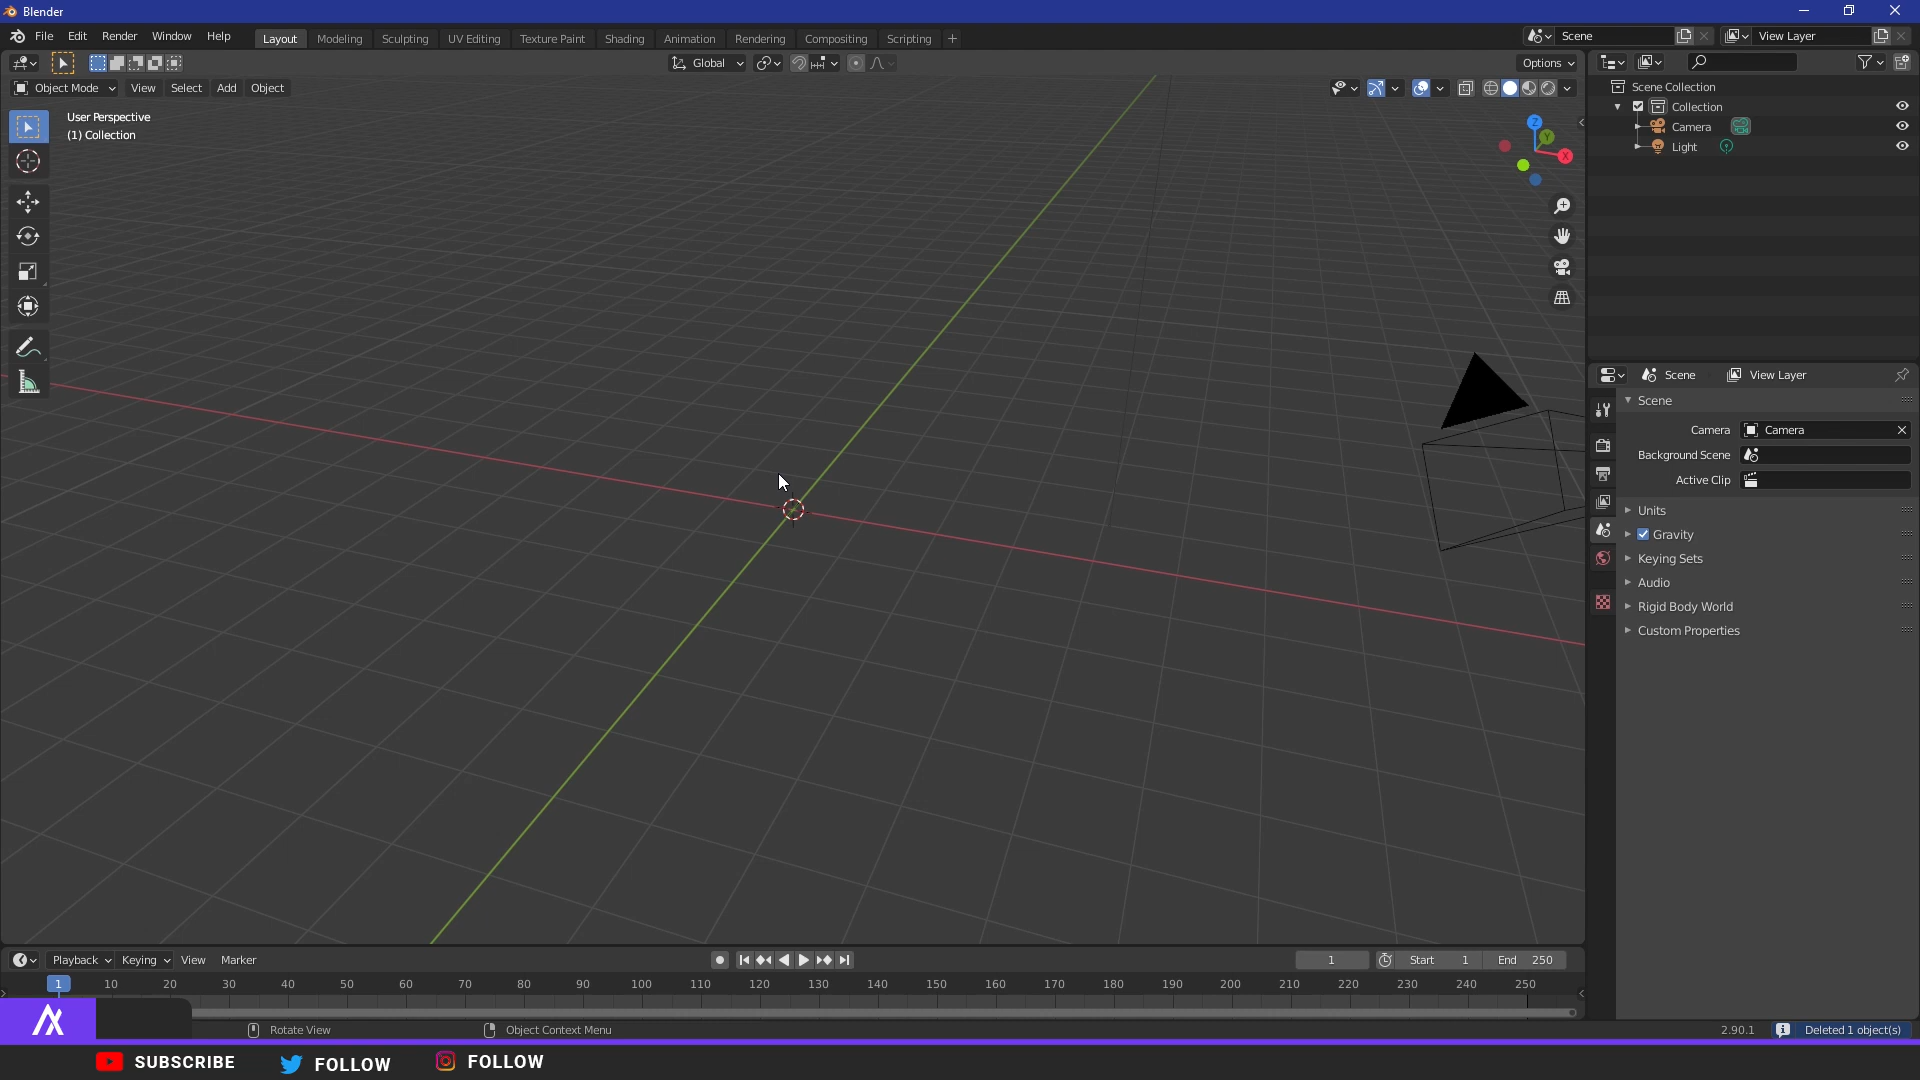 Blender
File Edit Render Window Help Layout Modeling Sculpting UV Editing Texture Paint Shading Animation Rendering Compositing Scripting + Scene View Layer
Global Options
Object Mode View Select Add Object
User Perspective
(1) Collection
Z
Y
X
Scene Collection
Collection
Camera
Light
Scene View Layer
Scene
Camera Camera
Background Scene
Active Clip
Units
Gravity
Keying Sets
Audio
Rigid Body World
Custom Properties
Playback Keying View Marker 1 Start 1 End 250
1 10 20 30 40 50 60 70 80 90 100 110 120 130 140 150 160 170 180 190 200 210 220 230 240 250
Rotate View Object Context Menu 2.90.1 Deleted 1 object(s)
SUBSCRIBE FOLLOW FOLLOW